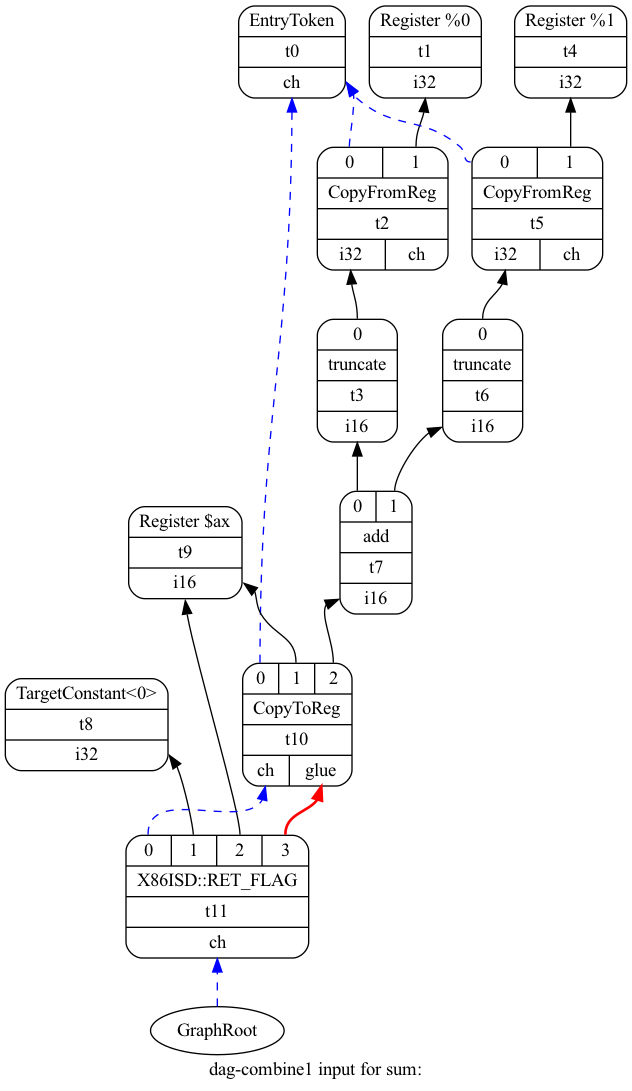 EntryToken
t0
ch
Register %0
t1
i32
Register %1
t4
i32
0 1
CopyFromReg
t2
i32 ch
0 1
CopyFromReg
t5
i32 ch
0
truncate
t3
i16
0
truncate
t6
i16
0 1
add
t7
i16
Register $ax
t9
i16
0 1 2
CopyToReg
t10
ch glue
TargetConstant<0>
t8
i32
0 1 2 3
X86ISD::RET_FLAG
t11
ch
GraphRoot
dag-combine1 input for sum: